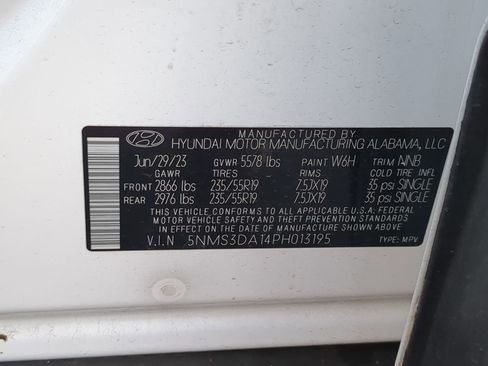 MANUFACTURED BY
HYUNDAI MOTOR MANUFACTURING ALABAMA, LLC
Jun/29/23 GVWR 5578 lbs PAINT W6H TRIM NNB
GAWR TIRES RIMS COLD TIRE INFL
FRONT 2866 lbs 235/55R19 7.5JX19 35 psi SINGLE
REAR 2976 lbs 235/55R19 7.5JX19 35 psi SINGLE
THIS VEHICLE CONFORMS TO ALL APPLICABLE U.S.A. FEDERAL
MOTOR VEHICLE SAFETY AND THEFT PREVENTION STANDARDS
IN EFFECT ON THE DATE OF MANUFACTURE SHOWN ABOVE
V.I.N 5NMS3DA14PH013195 TYPE: MPV